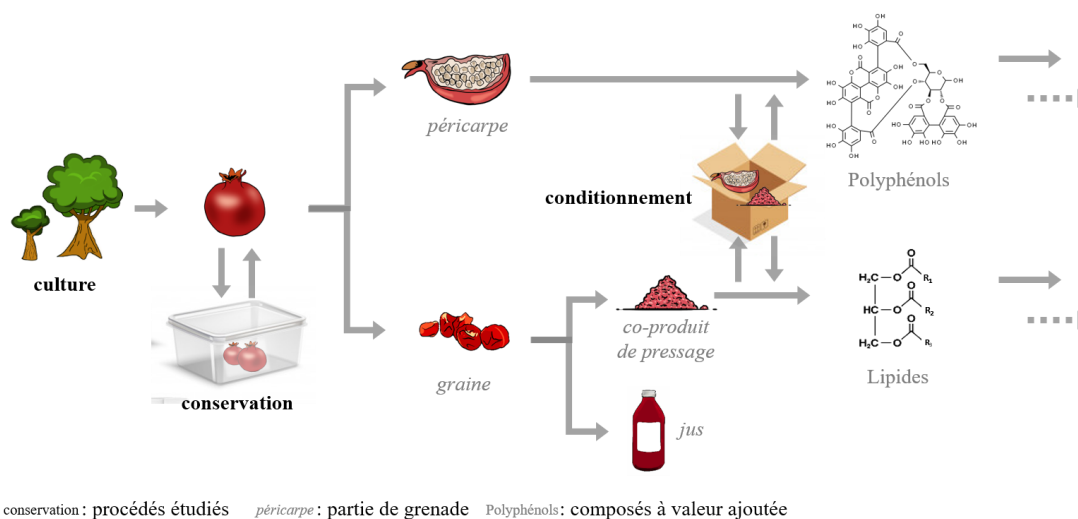 péricarpe
Polyphénols
conditionnement
culture
co-produit
de pressage
graine
Lipides
conservation
jus
conservation : procédés étudiés péricarpe : partie de grenade Polyphénols : composés à valeur ajoutée